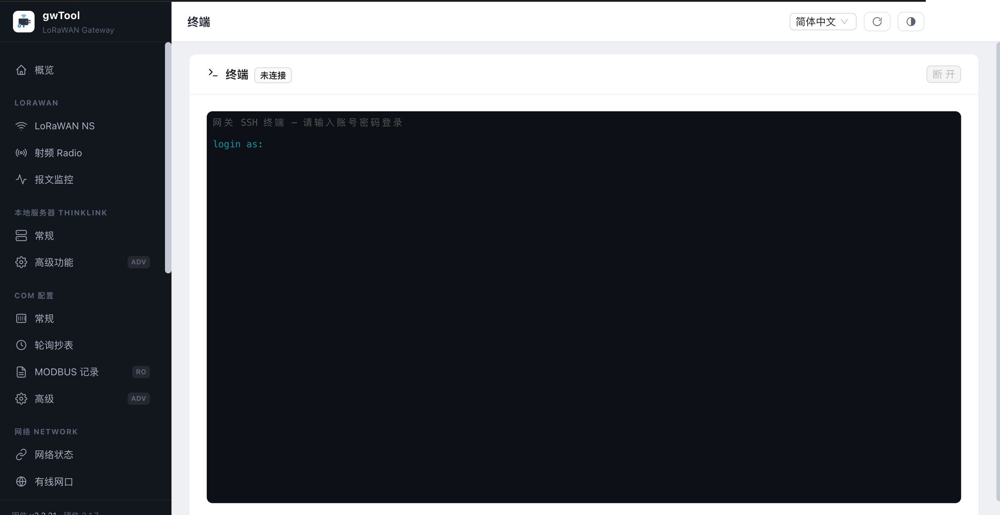 gwTool
LoRaWAN Gateway
概览
LORAWAN
LoRaWAN NS
射频 Radio
报文监控
本地服务器 THINKLINK
常规
高级功能 ADV
COM 配置
常规
轮询抄表
MODBUS 记录 RO
高级 ADV
网络 NETWORK
网络状态
有线网口
终端
简体中文
终端 未连接
断开
网关 SSH 终端 — 请输入账号密码登录
login as: